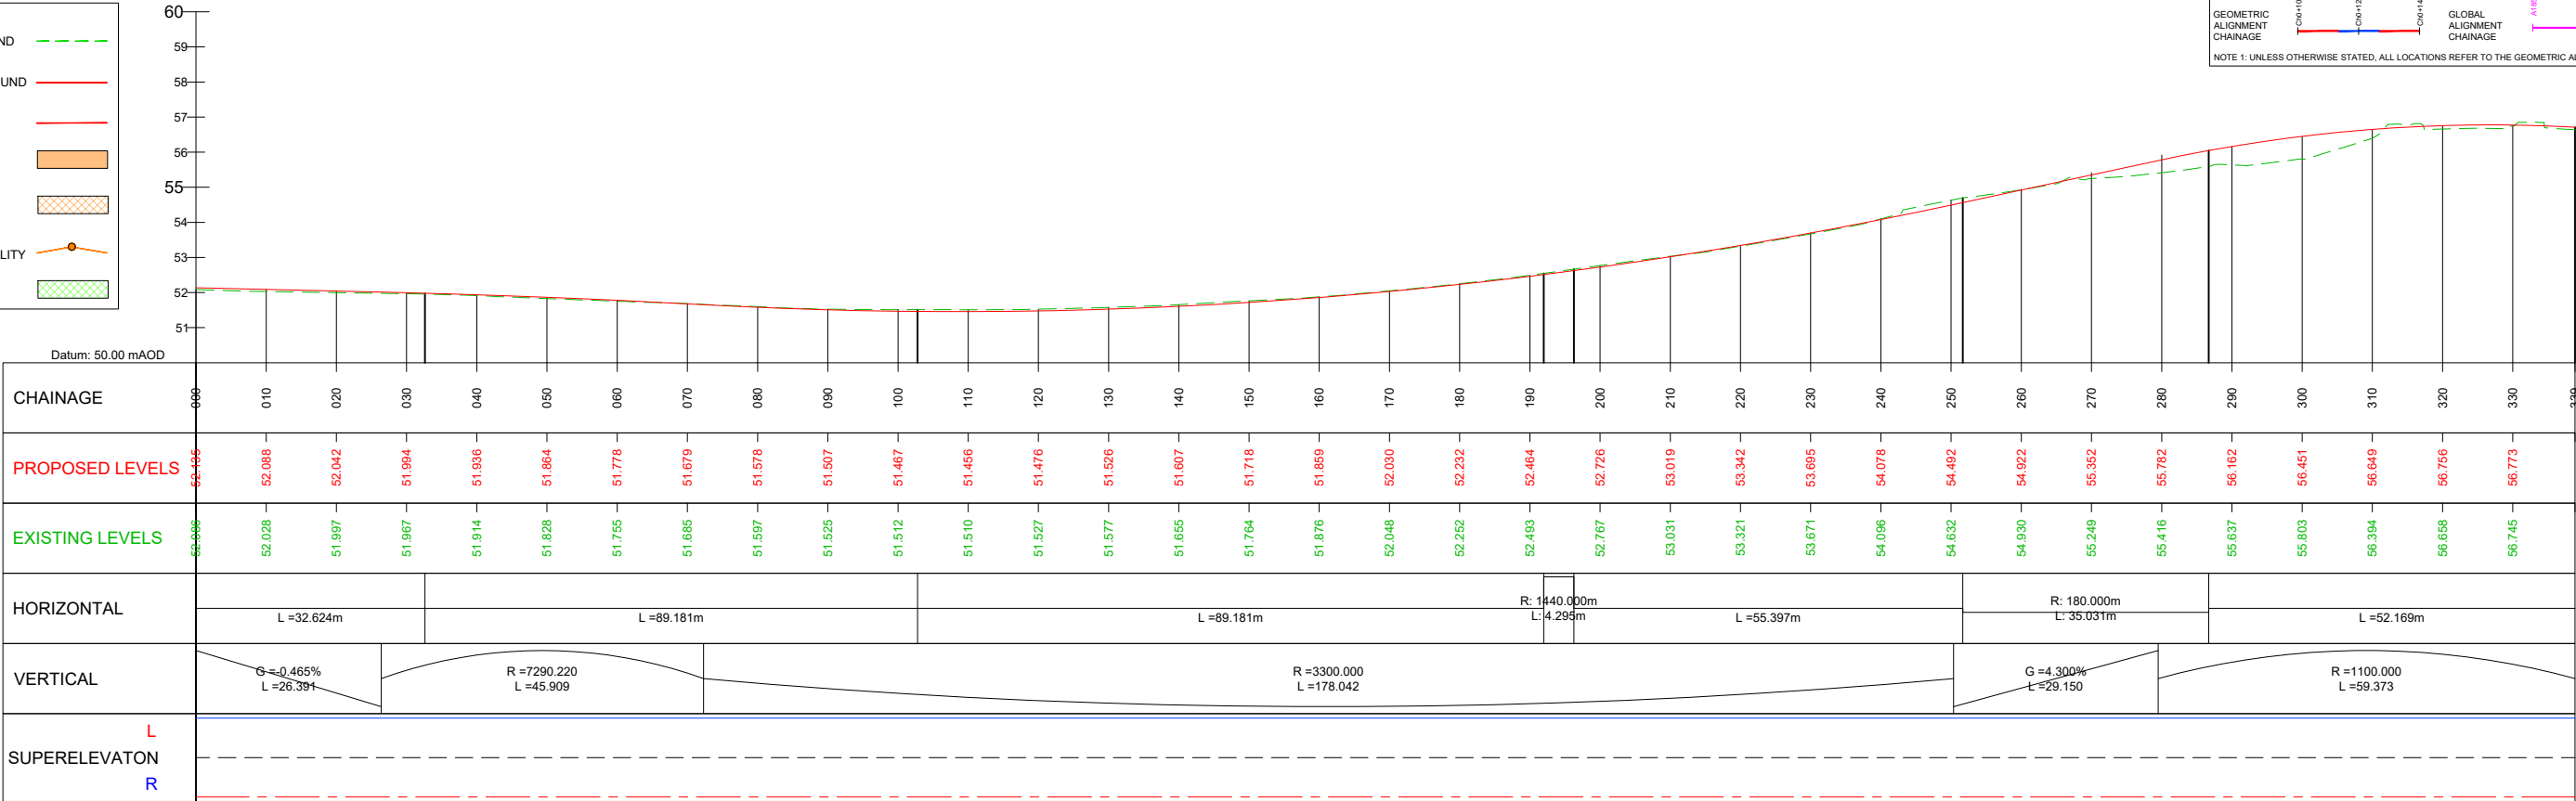 ND
UND
LITY
60
59
58
57
56
55
54
53
52
51
Datum: 50.00 mAOD
GEOMETRIC
ALIGNMENT
CHAINAGE
GLOBAL
ALIGNMENT
CHAINAGE
NOTE 1: UNLESS OTHERWISE STATED, ALL LOCATIONS REFER TO THE GEOMETRIC
CHAINAGE 000 010 020 030 040 050 060 070 080 090 100 110 120 130 140 150 160 170 180 190 200 210 220 230 240 250 260 270 280 290 300 310 320 330
PROPOSED LEVELS 52.135 52.088 52.042 51.994 51.936 51.864 51.778 51.679 51.578 51.507 51.467 51.456 51.476 51.526 51.607 51.718 51.859 52.030 52.232 52.464 52.726 53.019 53.342 53.695 54.078 54.492 54.922 55.352 55.782 56.162 56.451 56.649 56.756 56.773
EXISTING LEVELS 52.028 51.997 51.967 51.914 51.828 51.755 51.685 51.597 51.525 51.512 51.510 51.527 51.577 51.655 51.764 51.876 52.048 52.252 52.493 52.767 53.031 53.321 53.671 54.096 54.632 54.930 55.249 55.416 55.637 55.803 56.394 56.658 56.745
HORIZONTAL
L =32.624m
L =89.181m
L =89.181m
R: 1440.000m
L: 4.295m
L =55.397m
R: 180.000m
L: 35.031m
L =52.169m
VERTICAL
G =-0.465%
L =26.391
R =7290.220
L =45.909
R =3300.000
L =178.042
G =4.300%
L =29.150
R =1100.000
L =59.373
L
SUPERELEVATON
R